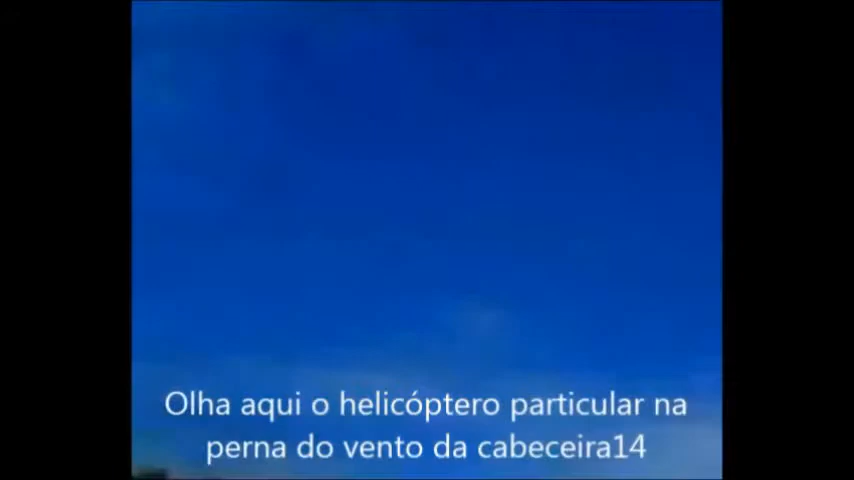 Olha aqui o helicóptero particular na
perna do vento da cabeceira14